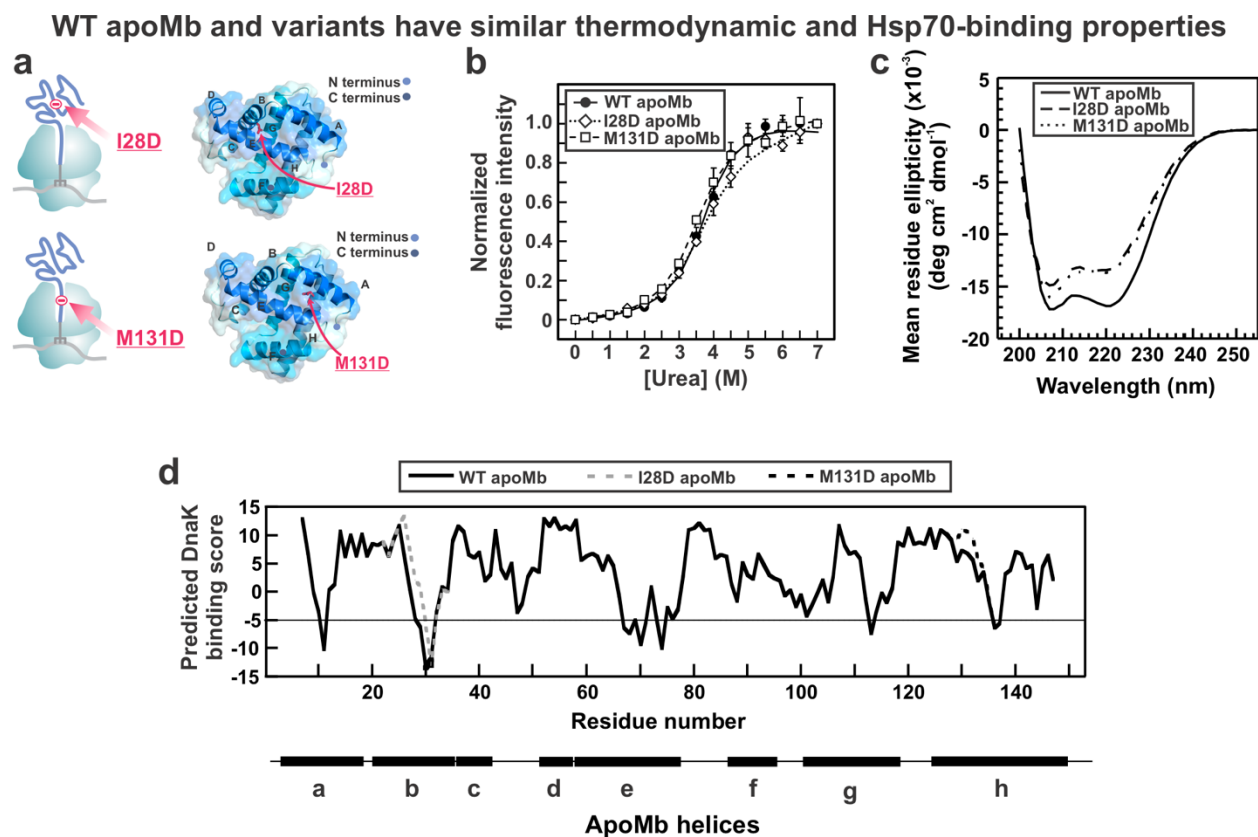 WT apoMb and variants have similar thermodynamic and Hsp70-binding properties
a
I28D
N terminus
C terminus
D
B
A
G
C
H
F
I28D
M131D
N terminus
C terminus
D
B
A
G
C
H
F
M131D
b
WT apoMb
I28D apoMb
M131D apoMb
Normalized
fluorescence intensity
1.0
0.8
0.6
0.4
0.2
0
0 1 2 3 4 5 6 7
[Urea] (M)
c
WT apoMb
I28D apoMb
M131D apoMb
Mean residue ellipticity (x10⁻³)
(deg cm² dmol⁻¹)
5
0
-5
-10
-15
-20
200 210 220 230 240 250
Wavelength (nm)
d
WT apoMb I28D apoMb M131D apoMb
Predicted DnaK
binding score
15
10
5
0
-5
-10
-15
20 40 60 80 100 120 140
Residue number
a b c d e f g h
ApoMb helices